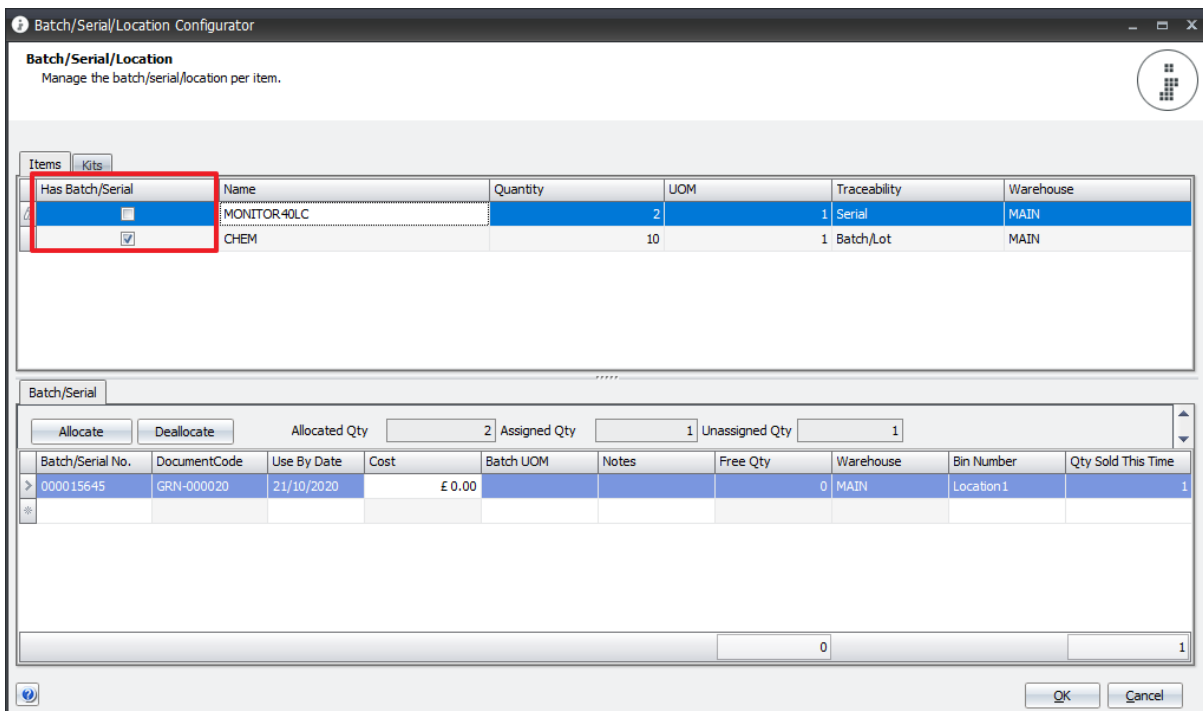 Batch/Serial/Location Configurator
Batch/Serial/Location
Manage the batch/serial/location per item.
Items Kits
Has Batch/Serial Name Quantity UOM Traceability Warehouse
MONITOR40LC 2 1 Serial MAIN
CHEM 10 1 Batch/Lot MAIN
Batch/Serial
Allocate Deallocate Allocated Qty 2 Assigned Qty 1 Unassigned Qty 1
Batch/Serial No. DocumentCode Use By Date Cost Batch UOM Notes Free Qty Warehouse Bin Number Qty Sold This Time
000015645 GRN-000020 21/10/2020 £ 0.00 0 MAIN Location1 1
0 1
OK Cancel